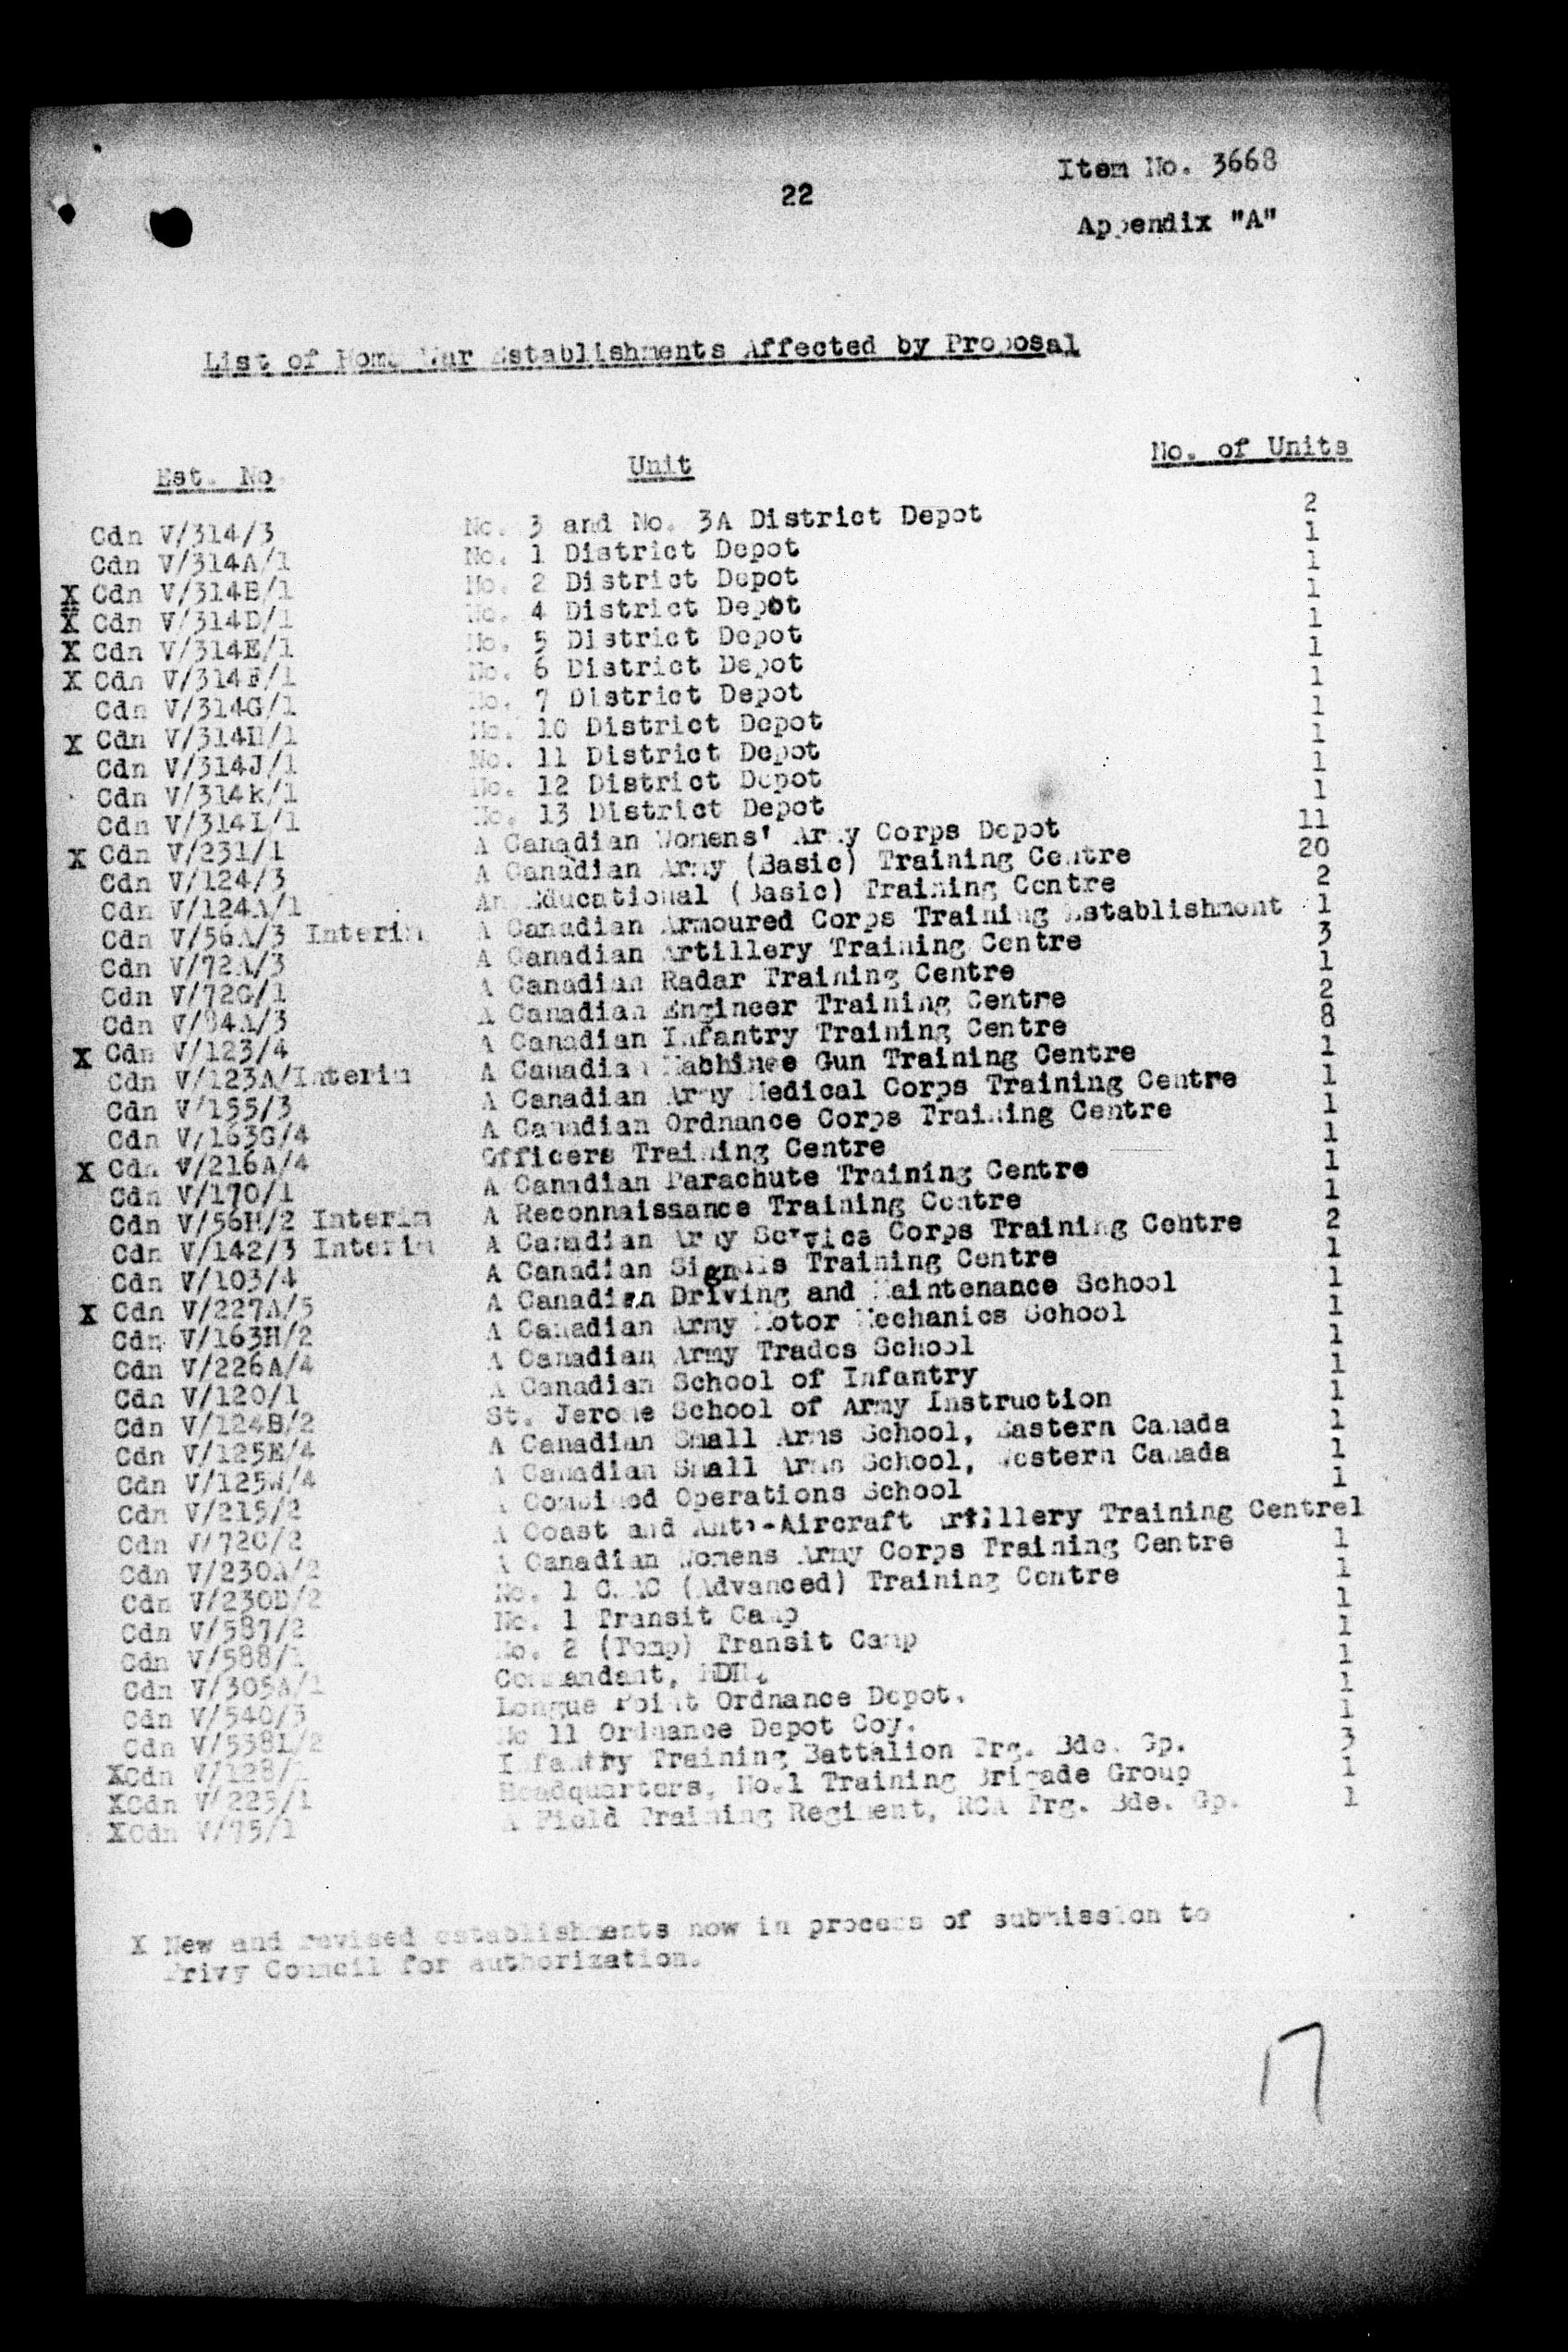 Item No. 3668
22
Appendix "A"
List of Home War Establishments Affected by Proposal
Est. No. Unit No. of Units
Cdn V/314/3 No. 3 and No. 3A District Depot 2
Cdn V/314A/1 No. 1 District Depot 1
X Cdn V/314B/1 No. 2 District Depot 1
X Cdn V/314D/1 No. 4 District Depot 1
X Cdn V/314E/1 No. 5 District Depot 1
X Cdn V/314F/1 No. 6 District Depot 1
Cdn V/314G/1 No. 7 District Depot 1
X Cdn V/314H/1 No. 10 District Depot 1
Cdn V/314J/1 No. 11 District Depot 1
Cdn V/314k/1 No. 12 District Depot 1
Cdn V/314L/1 No. 13 District Depot 1
X Cdn V/231/1 A Canadian Womens' Army Corps Depot 11
Cdn V/124/3 A Canadian Army (Basic) Training Centre 20
Cdn V/124A/1 An Educational (Basic) Training Centre 2
Cdn V/56A/3 Interim A Canadian Armoured Corps Training Establishment 1
Cdn V/72A/3 A Canadian Artillery Training Centre 3
Cdn V/72G/1 A Canadian Radar Training Centre 1
Cdn V/84A/3 A Canadian Engineer Training Centre 2
X Cdn V/123/4 A Canadian Infantry Training Centre 8
Cdn V/123A/Interim A Canadian Machinee Gun Training Centre 1
Cdn V/155/3 A Canadian Army Medical Corps Training Centre 1
Cdn V/163G/4 A Canadian Ordnance Corps Training Centre 1
X Cdn V/216A/4 Officers Training Centre 1
Cdn V/170/1 A Canadian Parachute Training Centre 1
Cdn V/56H/2 Interim A Reconnaissance Training Centre 1
Cdn V/142/3 Interim A Canadian Army Service Corps Training Centre 2
Cdn V/103/4 A Canadian Signals Training Centre 1
X Cdn V/227A/5 A Canadian Driving and Maintenance School 1
Cdn V/163H/2 A Canadian Army Motor Mechanics School 1
Cdn V/226A/4 A Canadian Army Trades School 1
Cdn V/120/1 A Canadian School of Infantry 1
Cdn V/124B/2 St. Jerome School of Army Instruction 1
Cdn V/125E/4 A Canadian Small Arms School, Eastern Canada 1
Cdn V/125W/4 A Canadian Small Arms School, Western Canada 1
Cdn V/215/2 A Combined Operations School 1
Cdn V/72C/2 A Coast and Anti-Aircraft Artillery Training Centre1
Cdn V/230A/2 A Canadian Womens Army Corps Training Centre 1
Cdn V/230D/2 No. 1 CWAC (Advanced) Training Centre 1
Cdn V/587/2 No. 1 Transit Camp 1
Cdn V/588/1 No. 2 (Temp) Transit Camp 1
Cdn V/305A/1 Commandant, 1
Cdn V/540/3 Longue Point Ordnance Depot. 1
Cdn V/538L/2 No 11 Ordnance Depot Coy. 1
XCdn V/128/1 Infantry Training Battalion Trg. Bde. Gp. 3
XCdn V/225/1 Headquarters, No.1 Training Brigade Group 1
XCdn V/75/1 A Field Training Regiment, RCA Trg. Bde. Gp. 1
X New and revised establishments now in process of submission to
Privy Council for authorization.
17